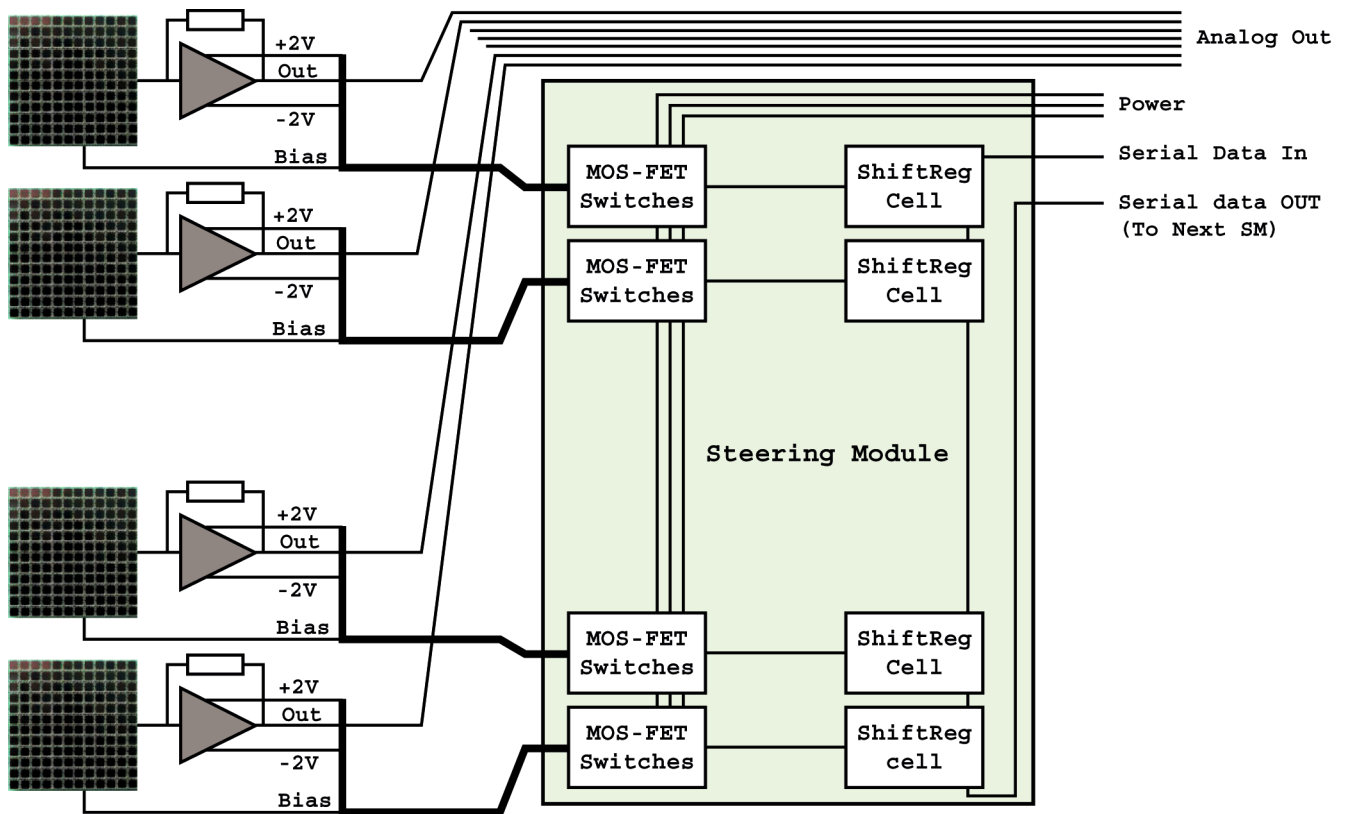 +2V
Out
-2V
Bias
Analog Out
Power
Serial Data In
Serial data OUT
(To Next SM)
MOS-FET
Switches
ShiftReg
Cell
+2V
Out
-2V
Bias
MOS-FET
Switches
ShiftReg
Cell
Steering Module
+2V
Out
-2V
Bias
MOS-FET
Switches
ShiftReg
Cell
+2V
Out
-2V
Bias
MOS-FET
Switches
ShiftReg
cell